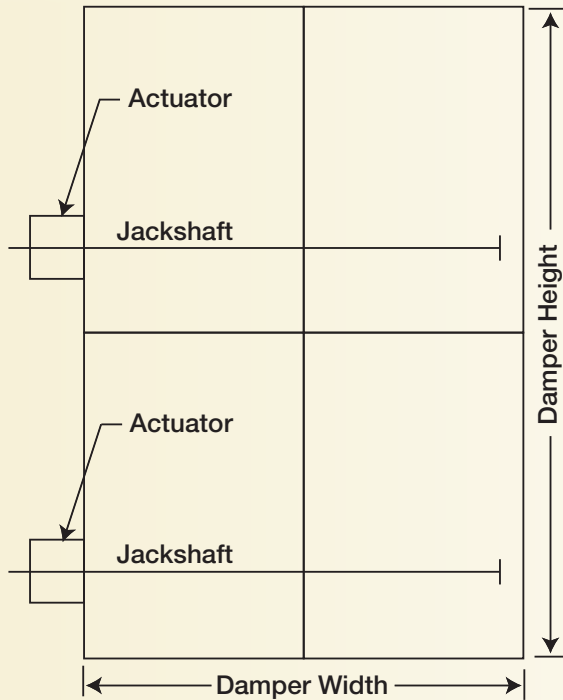 Actuator
Jackshaft
Damper Height
Actuator
Jackshaft
Damper Width